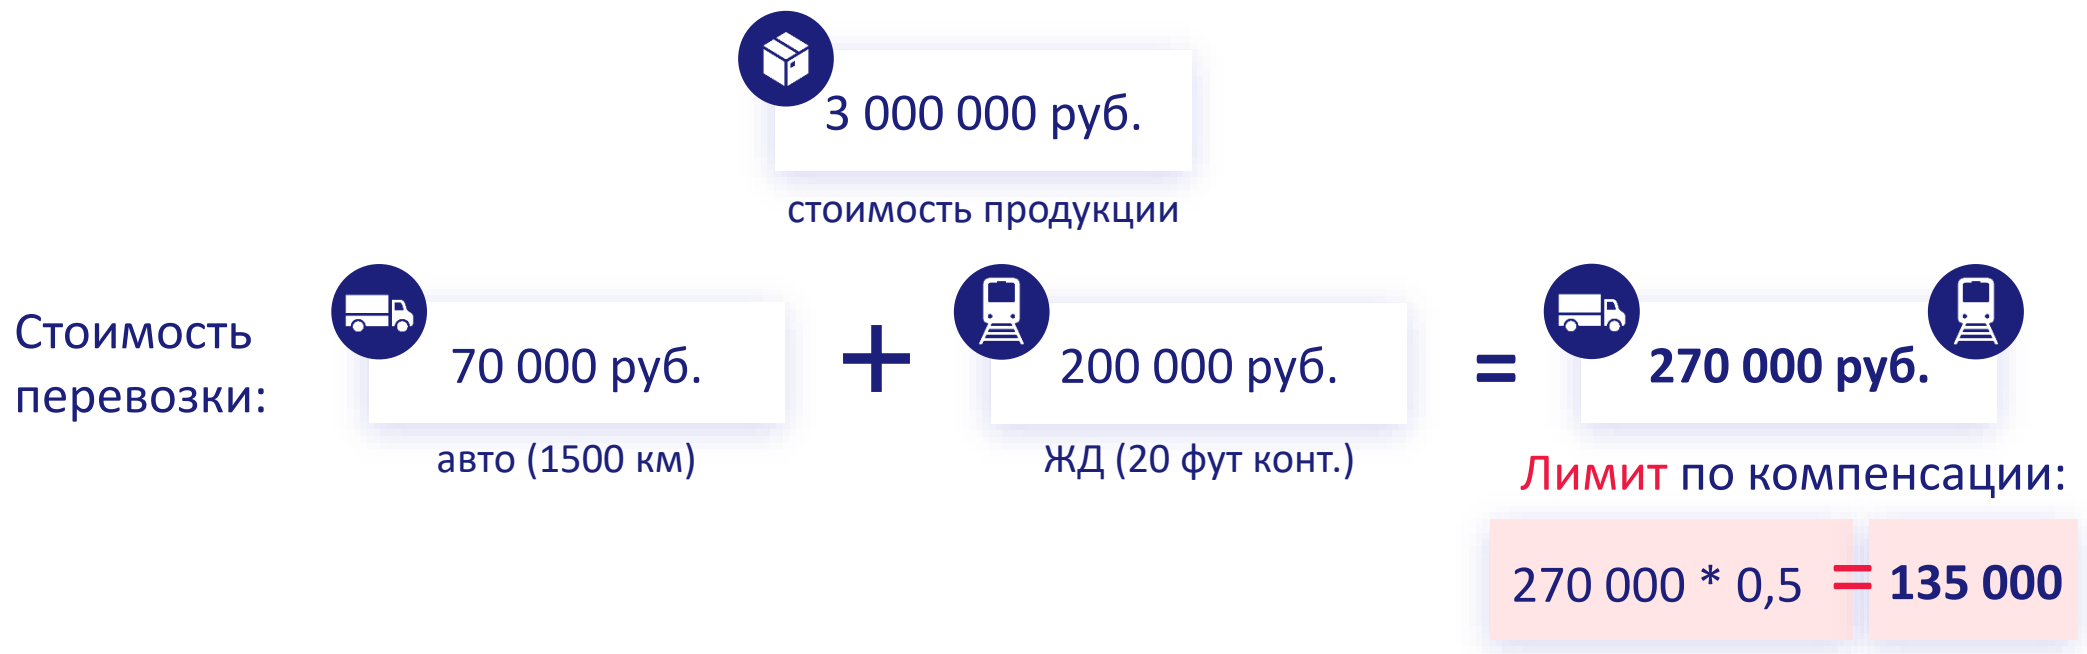 3 000 000 руб.
стоимость продукции
Стоимость
перевозки:
70 000 руб.
+
200 000 руб.
=
270 000 руб.
авто (1500 км)
ЖД (20 фут конт.)
Лимит по компенсации:
270 000 * 0,5 = 135 000